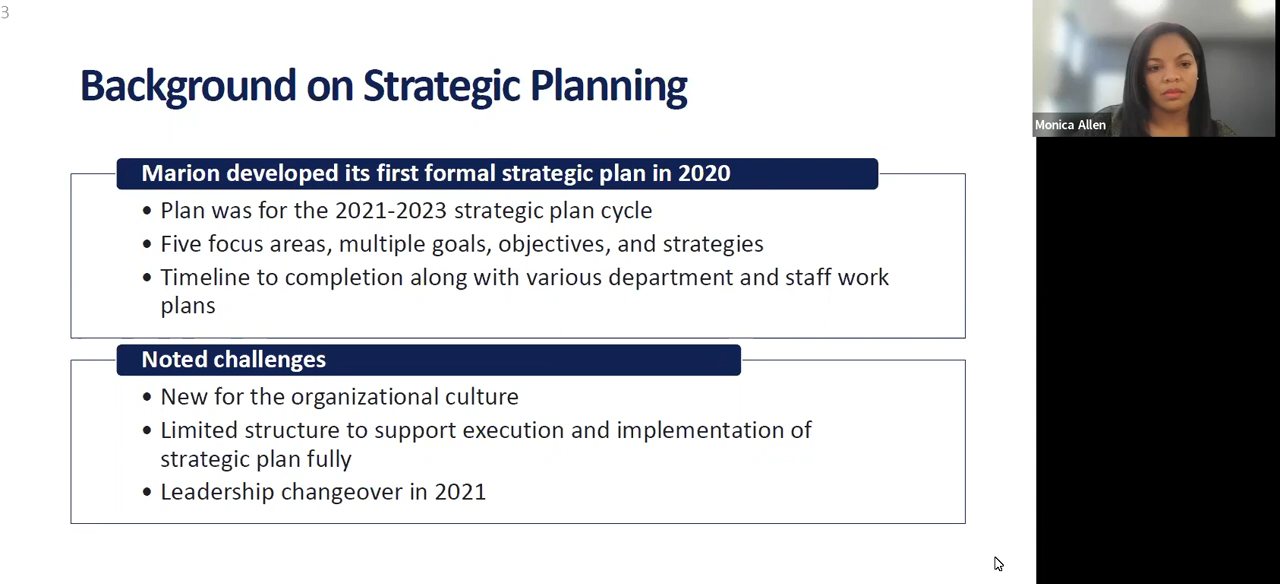 3
Background on Strategic Planning
Monica Allen
Marion developed its first formal strategic plan in 2020
• Plan was for the 2021-2023 strategic plan cycle
• Five focus areas, multiple goals, objectives, and strategies
• Timeline to completion along with various department and staff work
plans
Noted challenges
• New for the organizational culture
• Limited structure to support execution and implementation of
strategic plan fully
• Leadership changeover in 2021